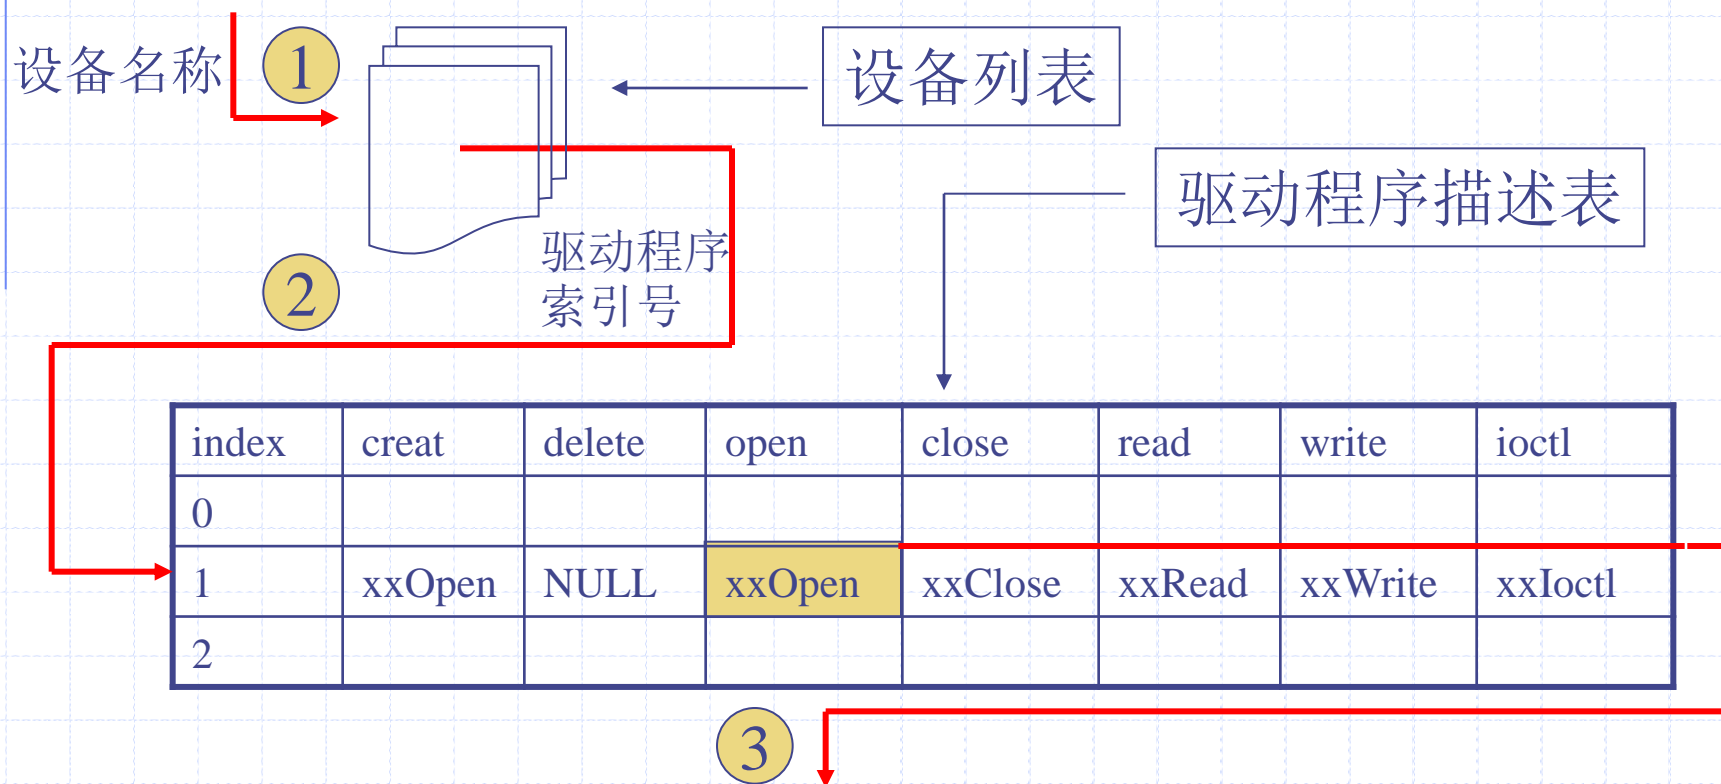 设备名称
1
设备列表
驱动程序描述表
驱动程序
索引号
2
index creat delete open close read write ioctl
0
1 xxOpen NULL xxOpen xxClose xxRead xxWrite xxIoctl
2
3